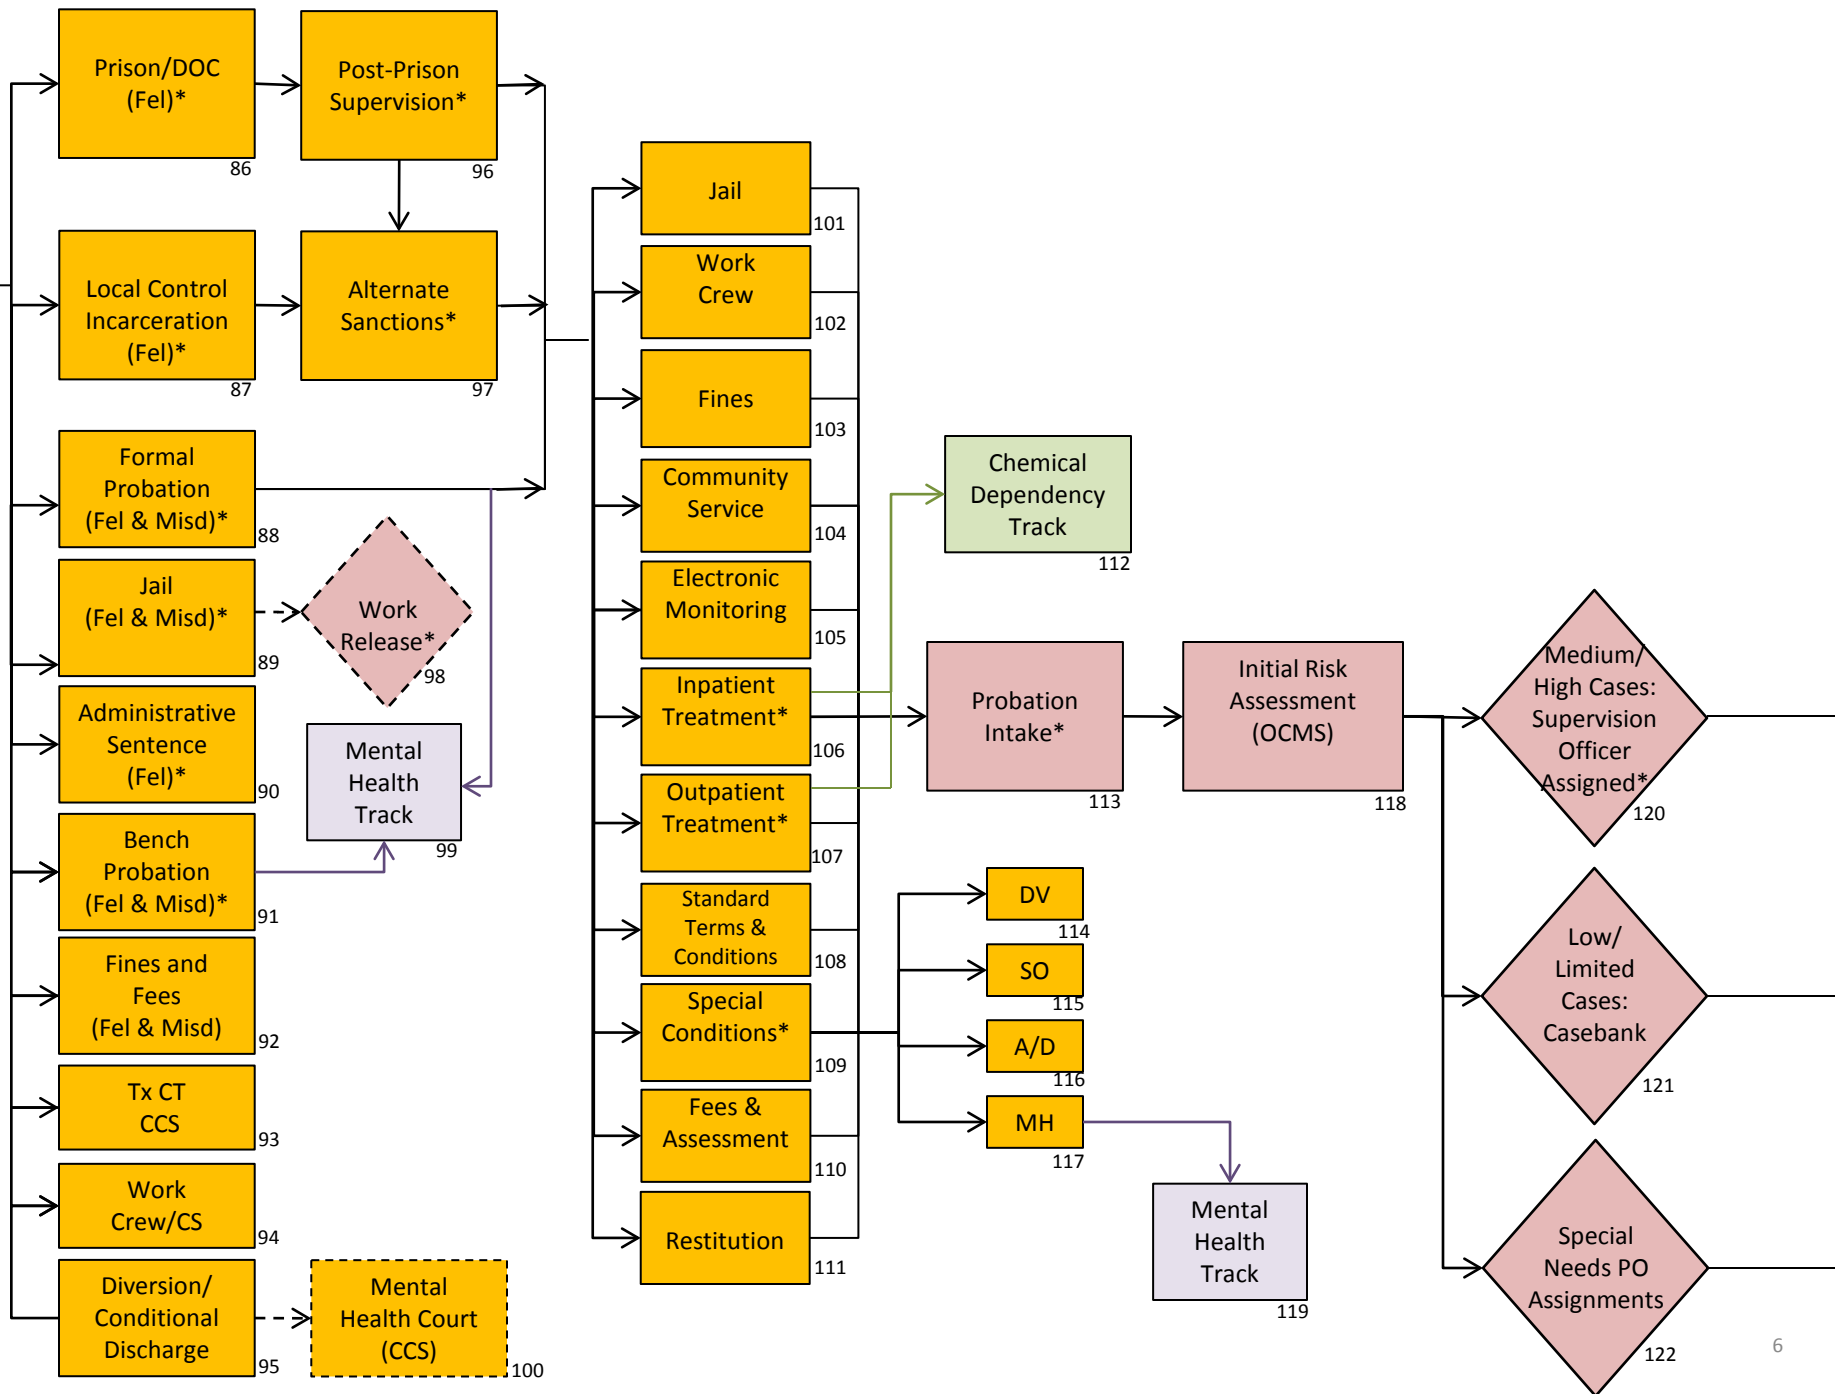 Prison/DOC
(Fel)*
86
Post-Prison
Supervision*
96
Local Control
Incarceration
(Fel)*
87
Alternate
Sanctions*
97
Formal
Probation
(Fel & Misd)*
88
Jail
(Fel & Misd)*
89
Work
Release*
98
Administrative
Sentence
(Fel)*
90
Mental
Health
Track
99
Bench
Probation
(Fel & Misd)*
91
Fines and
Fees
(Fel & Misd)
92
Tx CT
CCS
93
Work
Crew/CS
94
Diversion/
Conditional
Discharge
95
Mental
Health Court
(CCS)
100
Jail
101
Work
Crew
102
Fines
103
Community
Service
104
Electronic
Monitoring
105
Inpatient
Treatment*
106
Outpatient
Treatment*
107
Standard
Terms &
Conditions
108
Special
Conditions*
109
Fees &
Assessment
110
Restitution
111
Chemical
Dependency
Track
112
Probation
Intake*
113
DV
114
SO
115
A/D
116
MH
117
Initial Risk
Assessment
(OCMS)
118
Mental
Health
Track
119
Medium/
High Cases:
Supervision
Officer
Assigned*
120
Low/
Limited
Cases:
Casebank
121
Special
Needs PO
Assignments
122
6